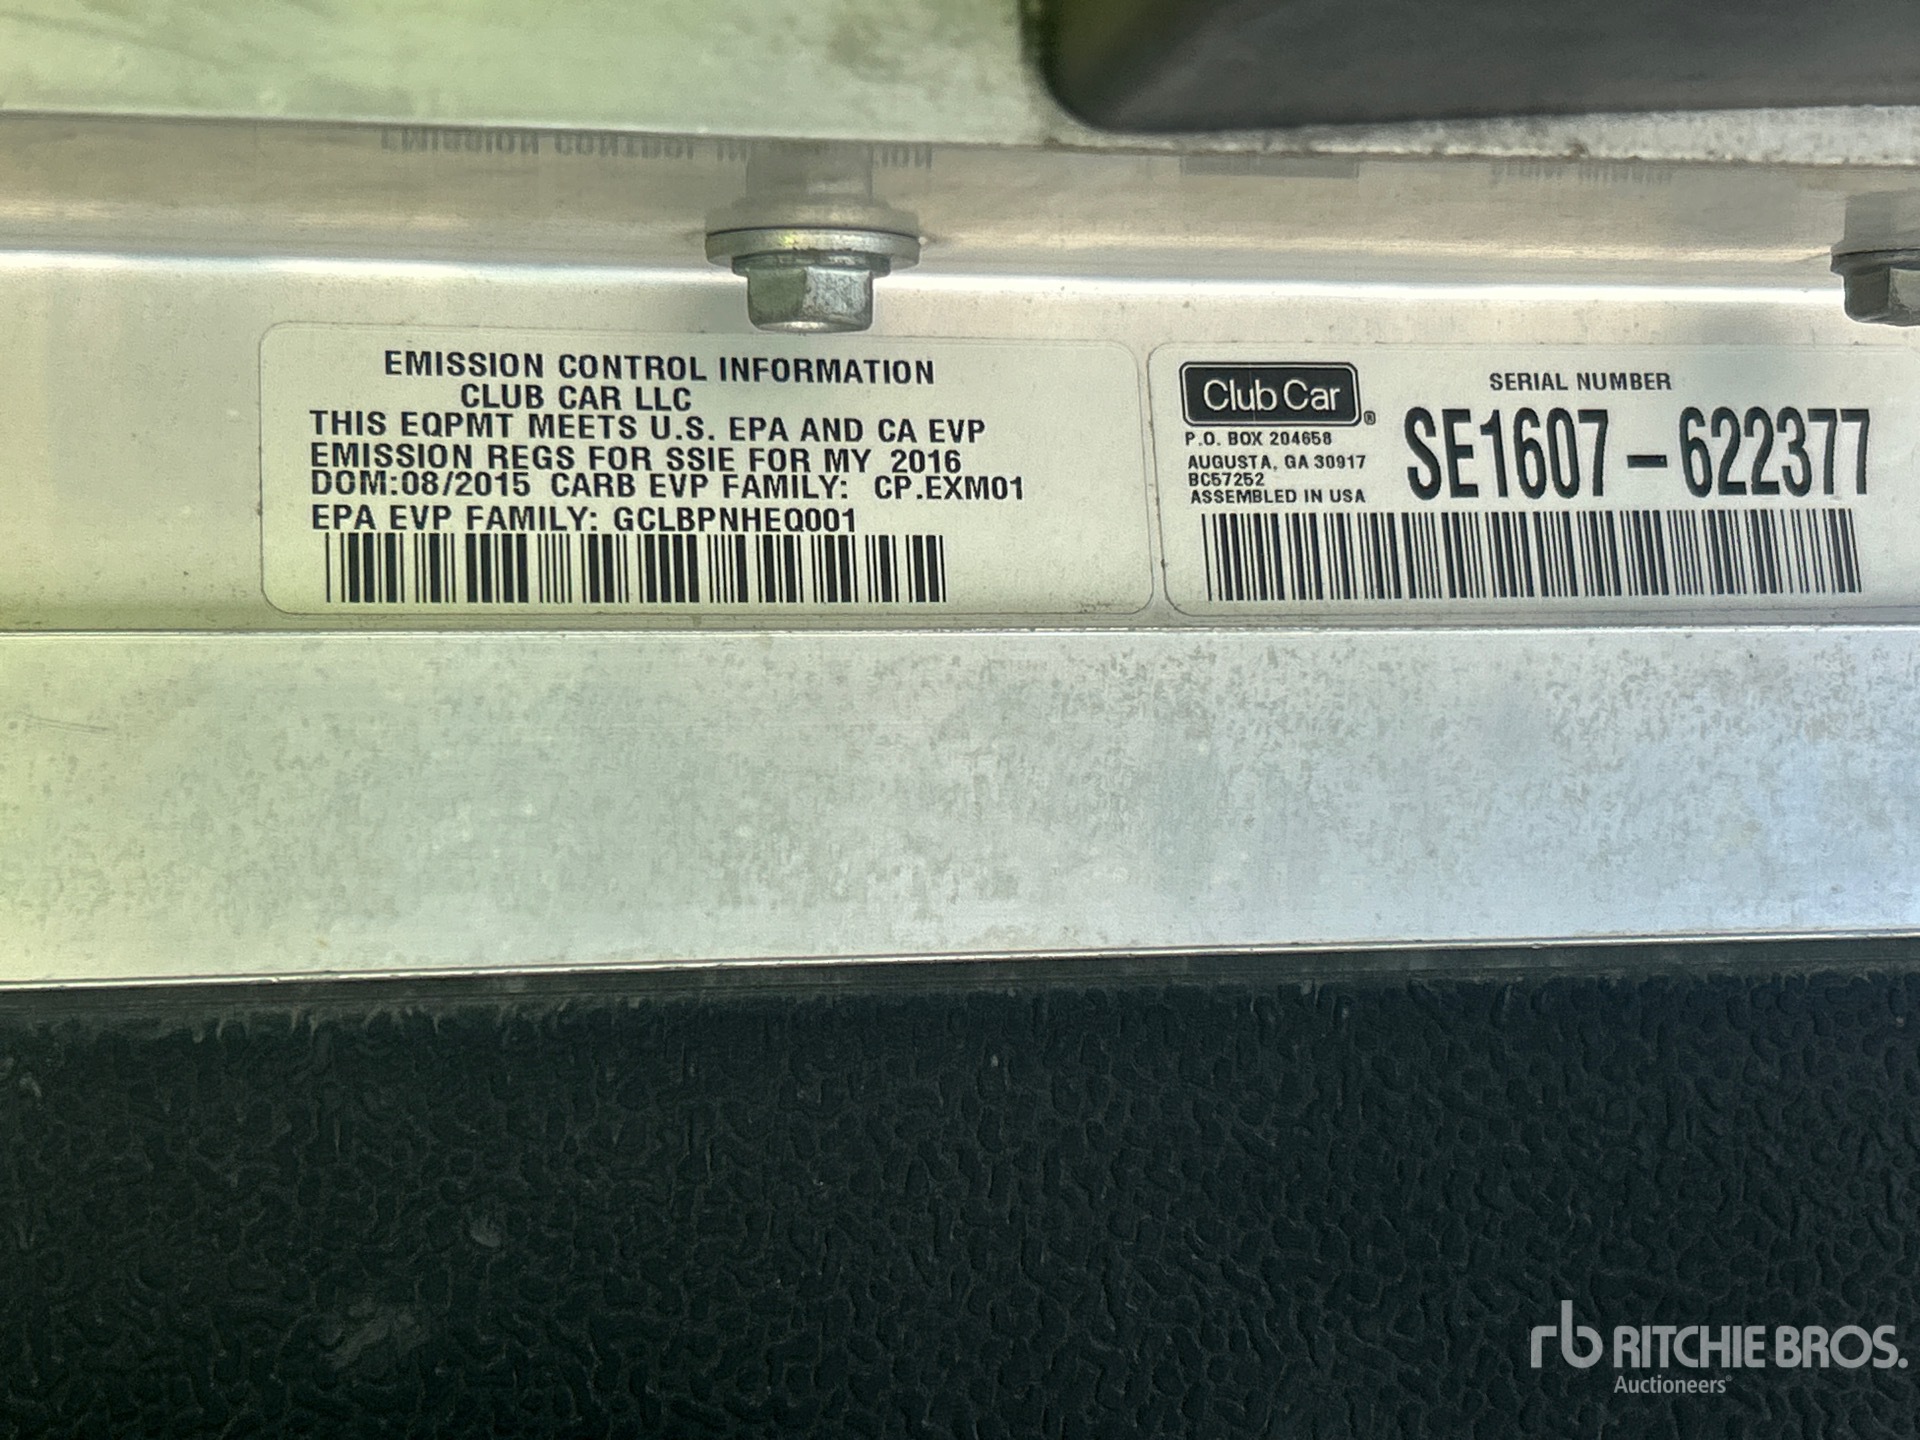 EMISSION CONTROL INFORMATION
CLUB CAR LLC
THIS EQPMT MEETS U.S. EPA AND CA EVP
EMISSION REGS FOR SSIE FOR MY 2016
DOM:08/2015 CARB EVP FAMILY: CP.EXM01
EPA EVP FAMILY: GCLBPNHEQ001
Club Car®
P.O. BOX 204658
AUGUSTA, GA 30917
BC57252
ASSEMBLED IN USA
SERIAL NUMBER
SE1607-622377
rb RITCHIE BROS.
Auctioneers